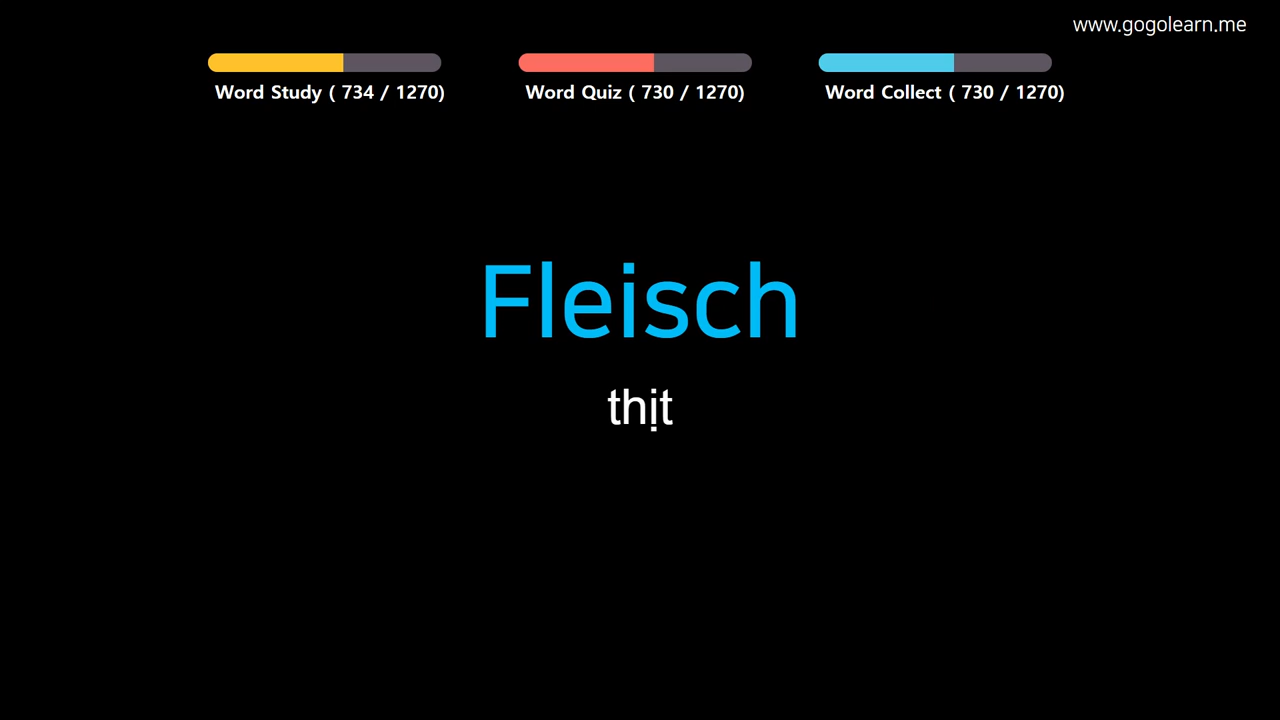 www.gogolearn.me
Word Study ( 734 / 1270)
Word Quiz ( 730 / 1270)
Word Collect ( 730 / 1270)
Fleisch
thịt